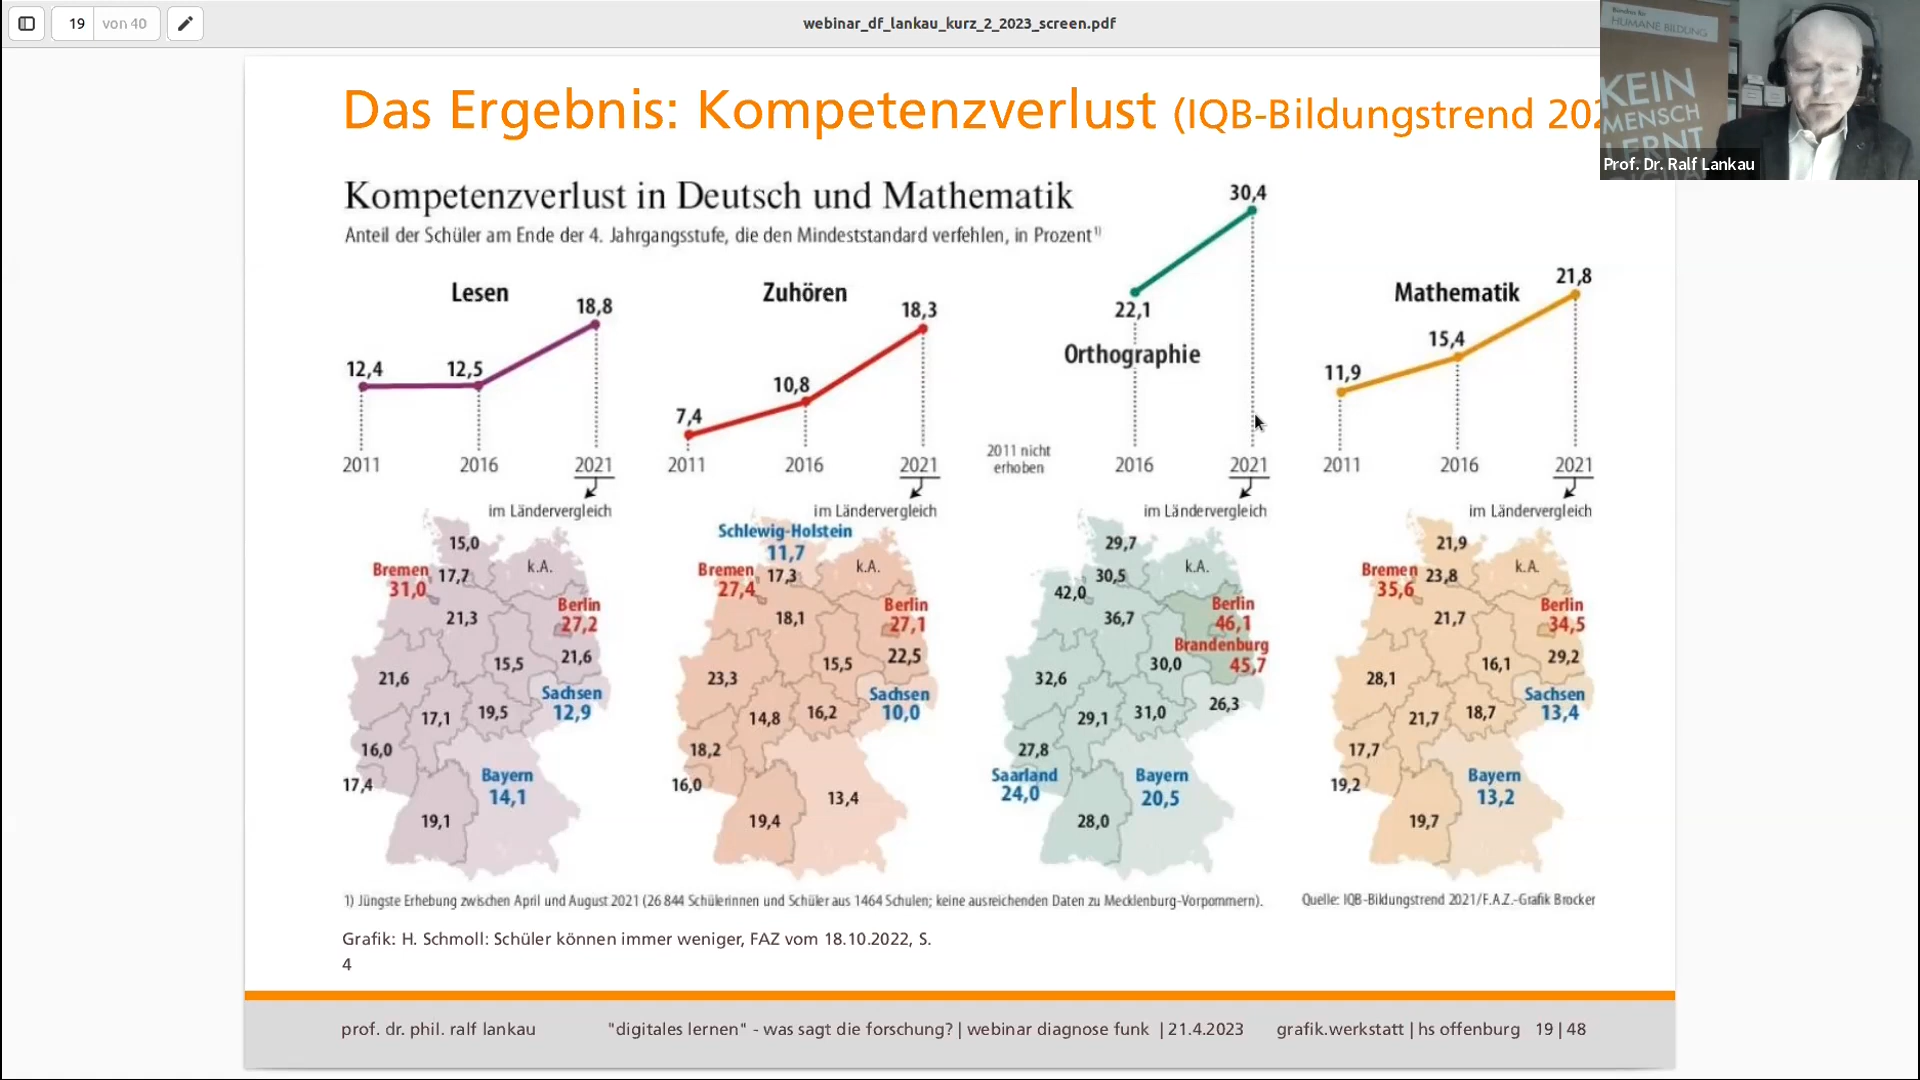 19 von 40
webinar_df_lankau_kurz_2_2023_screen.pdf
Bündnis für
HUMANE BILDUNG
KEIN
MENSCH
LERNT
Prof. Dr. Ralf Lankau
Das Ergebnis: Kompetenzverlust (IQB-Bildungstrend 202
Kompetenzverlust in Deutsch und Mathematik
Anteil der Schüler am Ende der 4. Jahrgangsstufe, die den Mindeststandard verfehlen, in Prozent¹⁾
Lesen
12,4
12,5
18,8
2011 2016 2021
im Ländervergleich
15,0
Bremen
31,0
17,7
k.A.
Berlin
27,2
21,3
21,6
15,5
21,6
Sachsen
12,9
17,1
19,5
16,0
17,4
Bayern
14,1
19,1
Zuhören
7,4
10,8
18,3
2011 2016 2021
im Ländervergleich
Schlewig-Holstein
11,7
Bremen
27,4
17,3
k.A.
Berlin
27,1
18,1
22,5
15,5
23,3
Sachsen
10,0
14,8
16,2
18,2
16,0
13,4
19,4
30,4
22,1
Orthographie
2011 nicht
erhoben
2016 2021
im Ländervergleich
29,7
30,5
k.A.
42,0
Berlin
46,1
36,7
Brandenburg
45,7
30,0
32,6
26,3
29,1
31,0
27,8
Saarland
24,0
Bayern
20,5
28,0
Mathematik
11,9
15,4
21,8
2011 2016 2021
im Ländervergleich
21,9
Bremen
35,6
23,8
k.A.
Berlin
34,5
21,7
29,2
16,1
28,1
Sachsen
13,4
21,7
18,7
17,7
19,2
Bayern
13,2
19,7
1) Jüngste Erhebung zwischen April und August 2021 (26 844 Schülerinnen und Schüler aus 1464 Schulen; keine ausreichenden Daten zu Mecklenburg-Vorpommern).
Quelle: IQB-Bildungstrend 2021/F.A.Z.-Grafik Brocker
Grafik: H. Schmoll: Schüler können immer weniger, FAZ vom 18.10.2022, S.
4
prof. dr. phil. ralf lankau "digitales lernen" - was sagt die forschung? | webinar diagnose funk | 21.4.2023 grafik.werkstatt | hs offenburg 19 | 48